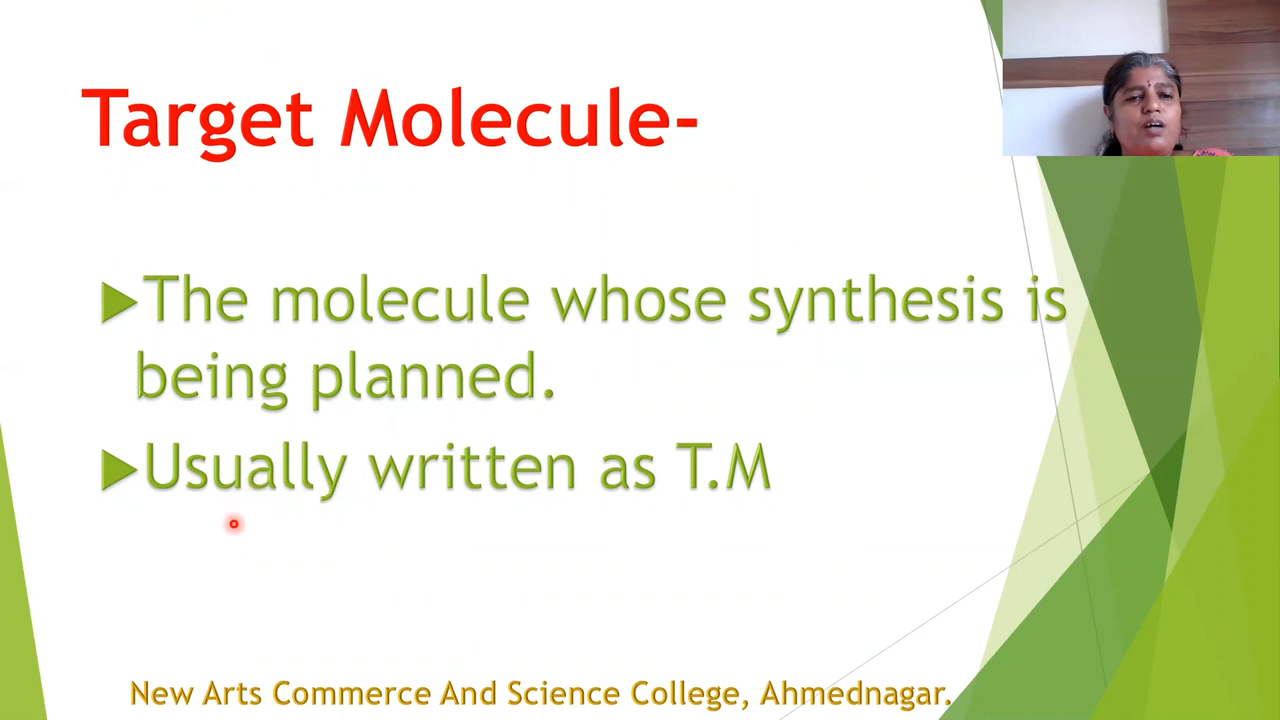 Target Molecule-
The molecule whose synthesis is
being planned.
Usually written as T.M
New Arts Commerce And Science College, Ahmednagar.